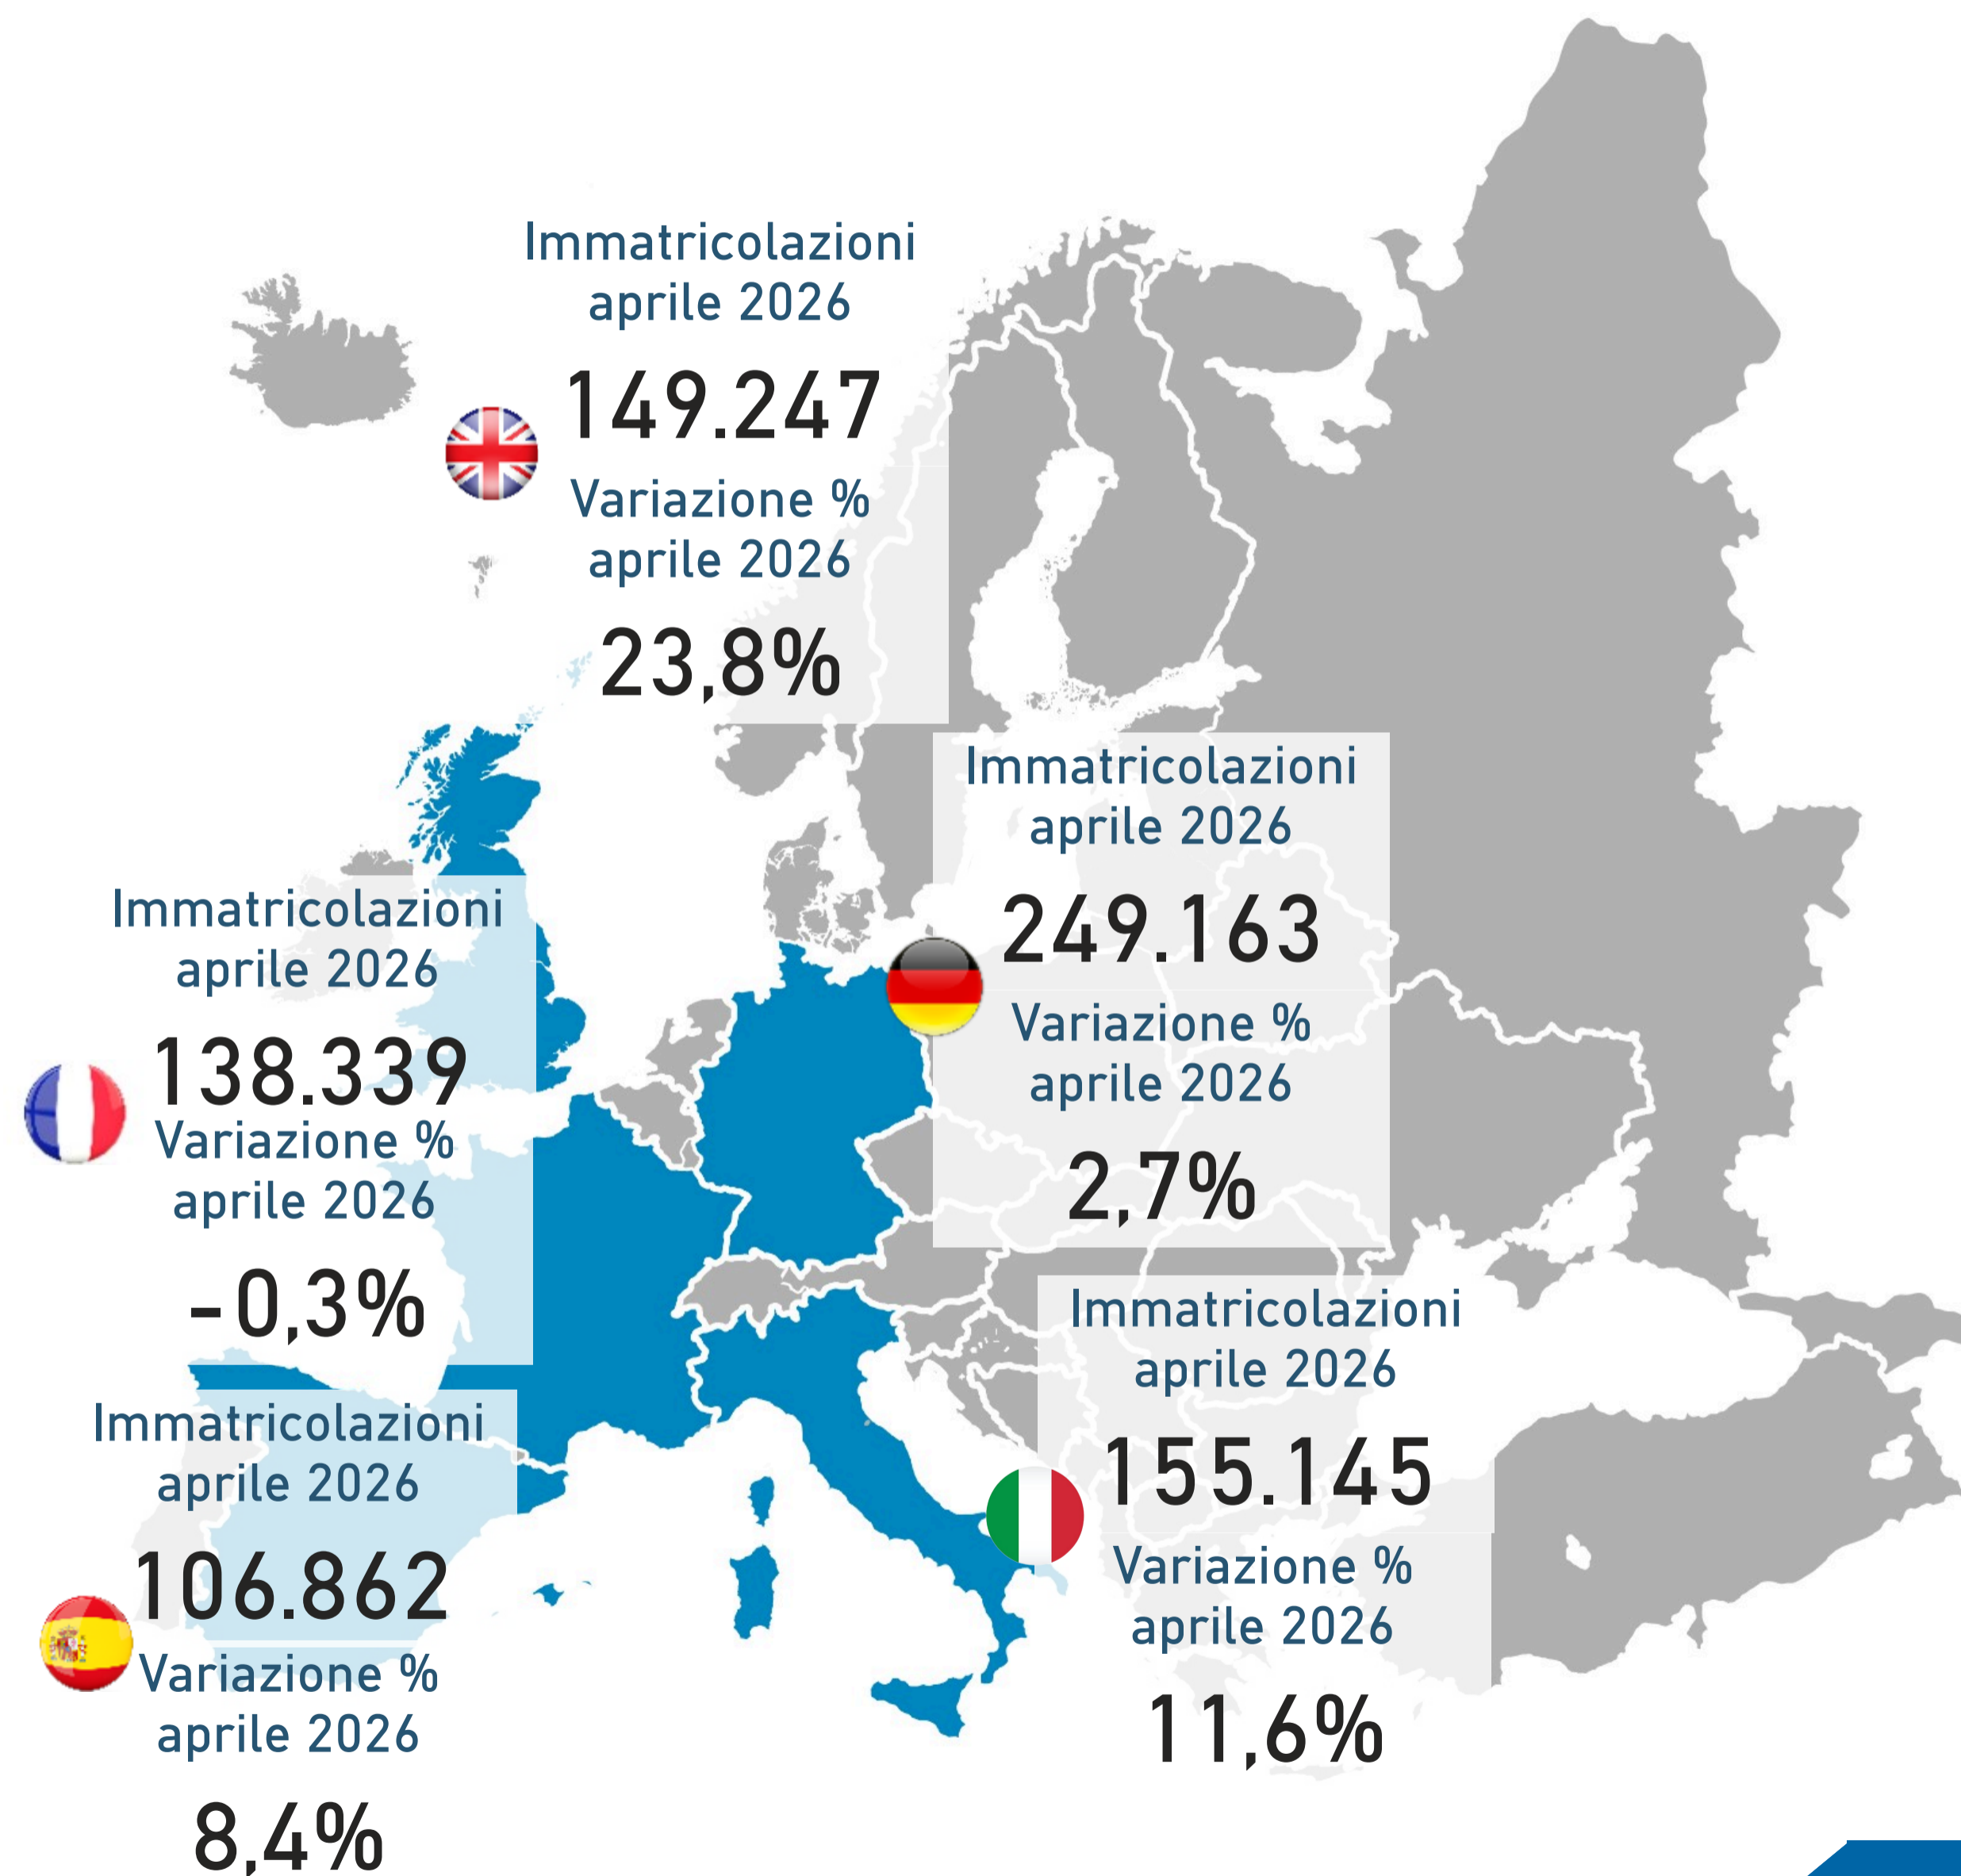 Immatricolazioni
aprile 2026
149.247
Variazione %
aprile 2026
23,8%
Immatricolazioni
aprile 2026
249.163
Variazione %
aprile 2026
2,7%
Immatricolazioni
aprile 2026
138.339
Variazione %
aprile 2026
-0,3%
Immatricolazioni
aprile 2026
155.145
Variazione %
aprile 2026
11,6%
Immatricolazioni
aprile 2026
106.862
Variazione %
aprile 2026
8,4%